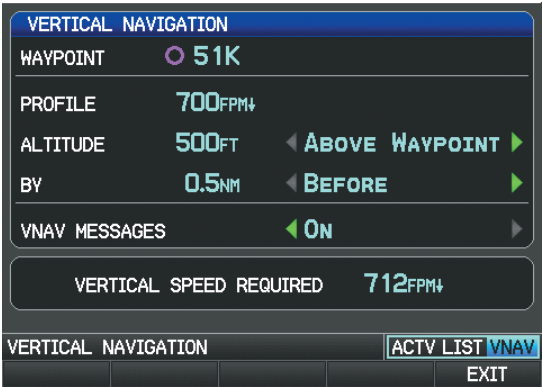 VERTICAL NAVIGATION
WAYPOINT 51K
PROFILE 700FPM↓
ALTITUDE 500FT ABOVE WAYPOINT
BY 0.5NM BEFORE
VNAV MESSAGES ON
VERTICAL SPEED REQUIRED 712FPM↓
VERTICAL NAVIGATION ACTV LIST VNAV
EXIT